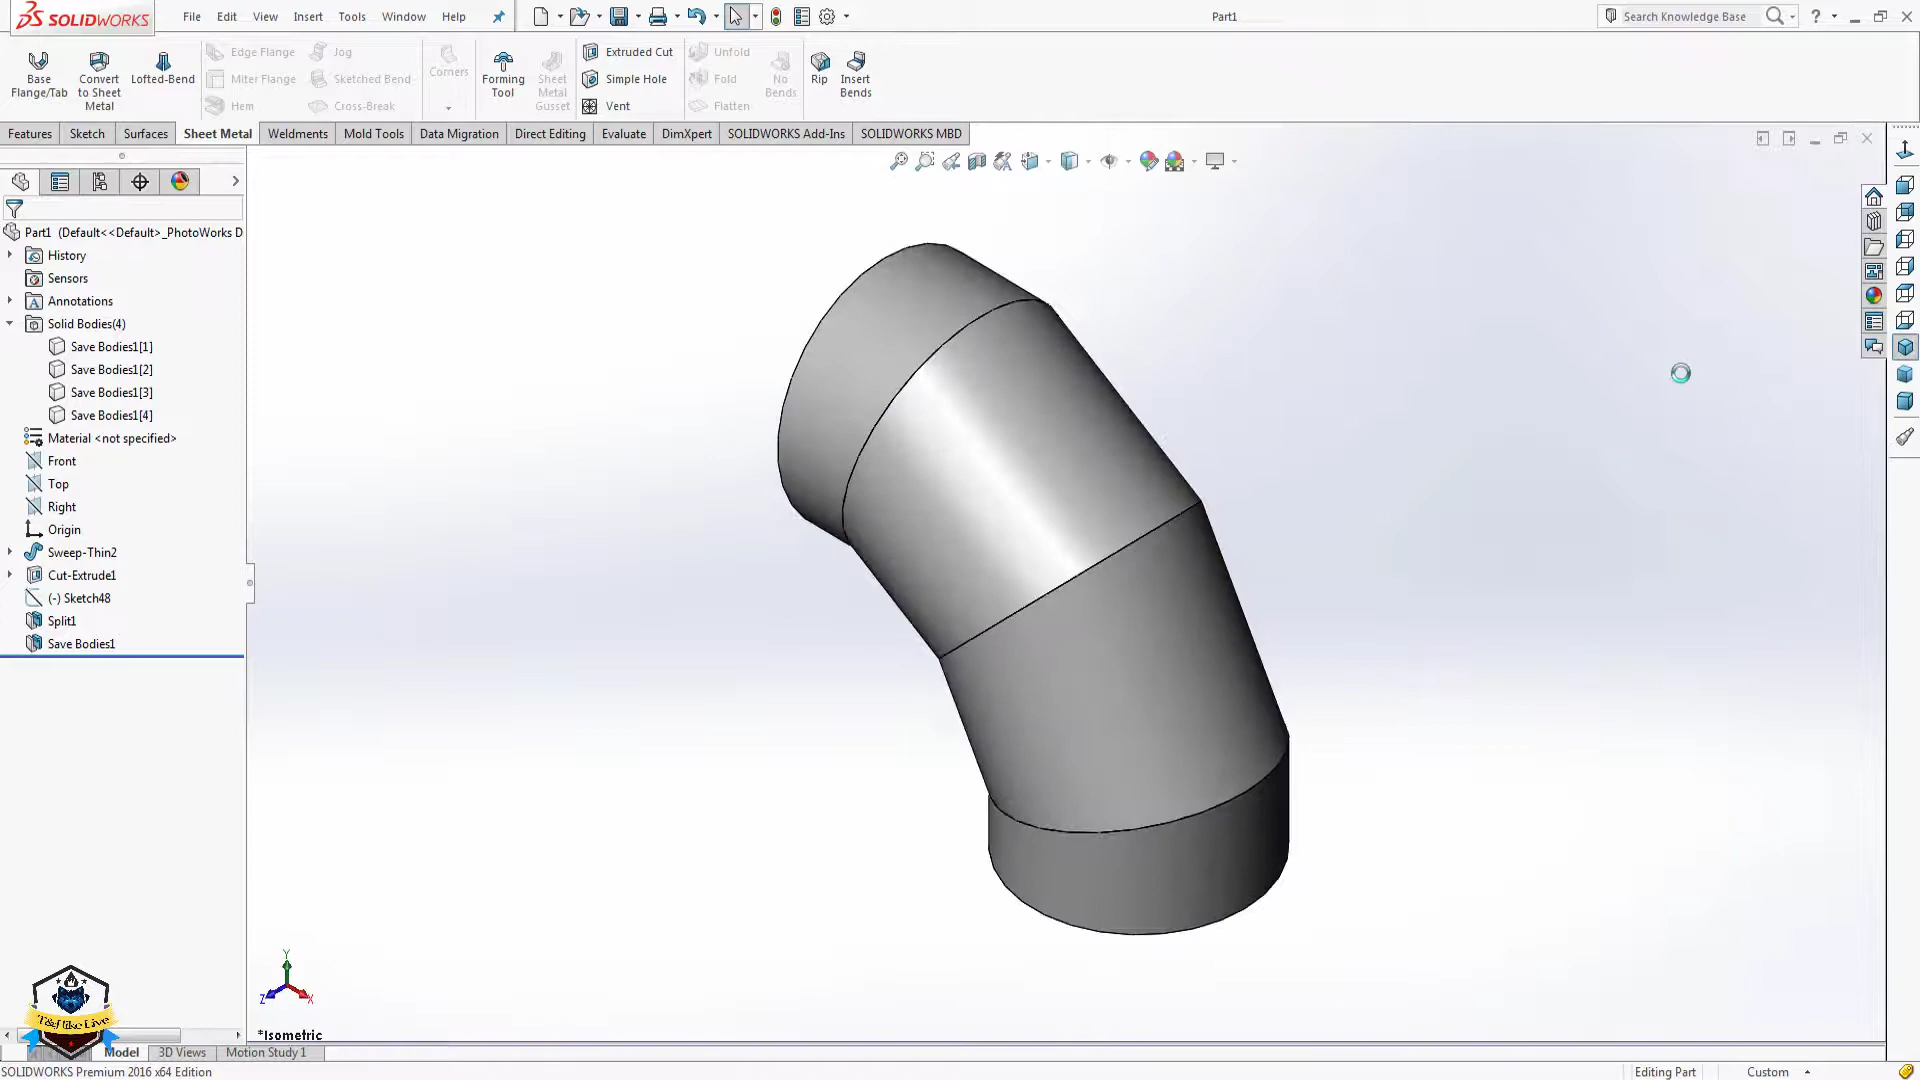 SOLIDWORKS File Edit View Insert Tools Window Help Part1 Search Knowledge Base
Base Flange/Tab
Convert to Sheet Metal
Lofted-Bend
Edge Flange
Miter Flange
Hem
Jog
Sketched Bend
Cross-Break
Corners
Forming Tool
Sheet Metal Gusset
Extruded Cut
Simple Hole
Vent
Unfold
Fold
Flatten
No Bends
Rip
Insert Bends
Features Sketch Surfaces Sheet Metal Weldments Mold Tools Data Migration Direct Editing Evaluate DimXpert SOLIDWORKS Add-Ins SOLIDWORKS MBD
Part1 (Default<<Default>_PhotoWorks D
History
Sensors
Annotations
Solid Bodies(4)
Save Bodies1[1]
Save Bodies1[2]
Save Bodies1[3]
Save Bodies1[4]
Material <not specified>
Front
Top
Right
Origin
Sweep-Thin2
Cut-Extrude1
(-) Sketch48
Split1
Save Bodies1
Y
Z
X
*Isometric
T&f like Live
Model 3D Views Motion Study 1
SOLIDWORKS Premium 2016 x64 Edition Editing Part Custom